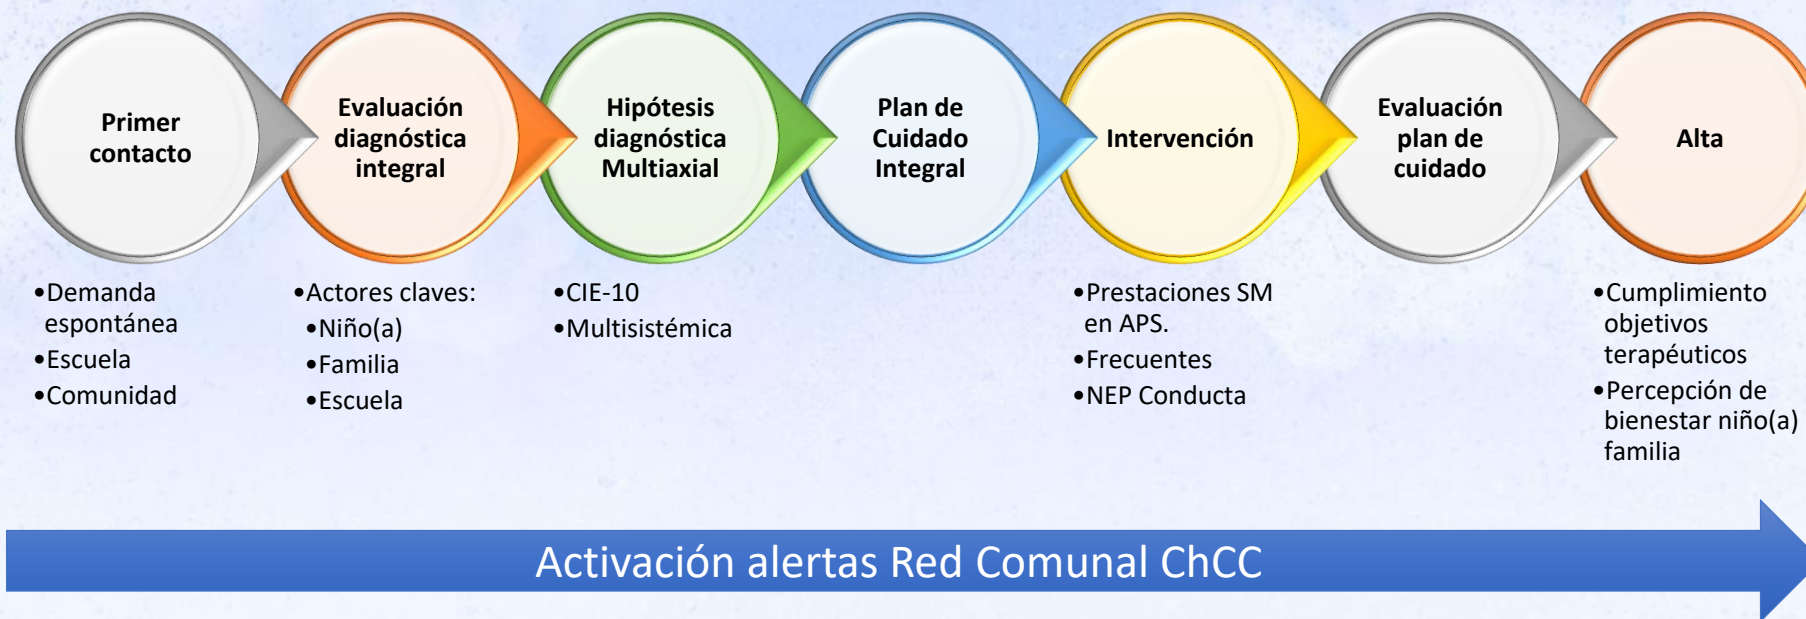 Primer
contacto
Evaluación
diagnóstica
integral
Hipótesis
diagnóstica
Multiaxial
Plan de
Cuidado
Integral
Intervención
Evaluación
plan de
cuidado
Alta
•Demanda
espontánea
•Escuela
•Comunidad
•Actores claves:
•Niño(a)
•Familia
•Escuela
•CIE-10
•Multisistémica
•Prestaciones SM
en APS.
•Frecuentes
•NEP Conducta
•Cumplimiento
objetivos
terapéuticos
•Percepción de
bienestar niño(a)
familia
Activación alertas Red Comunal ChCC